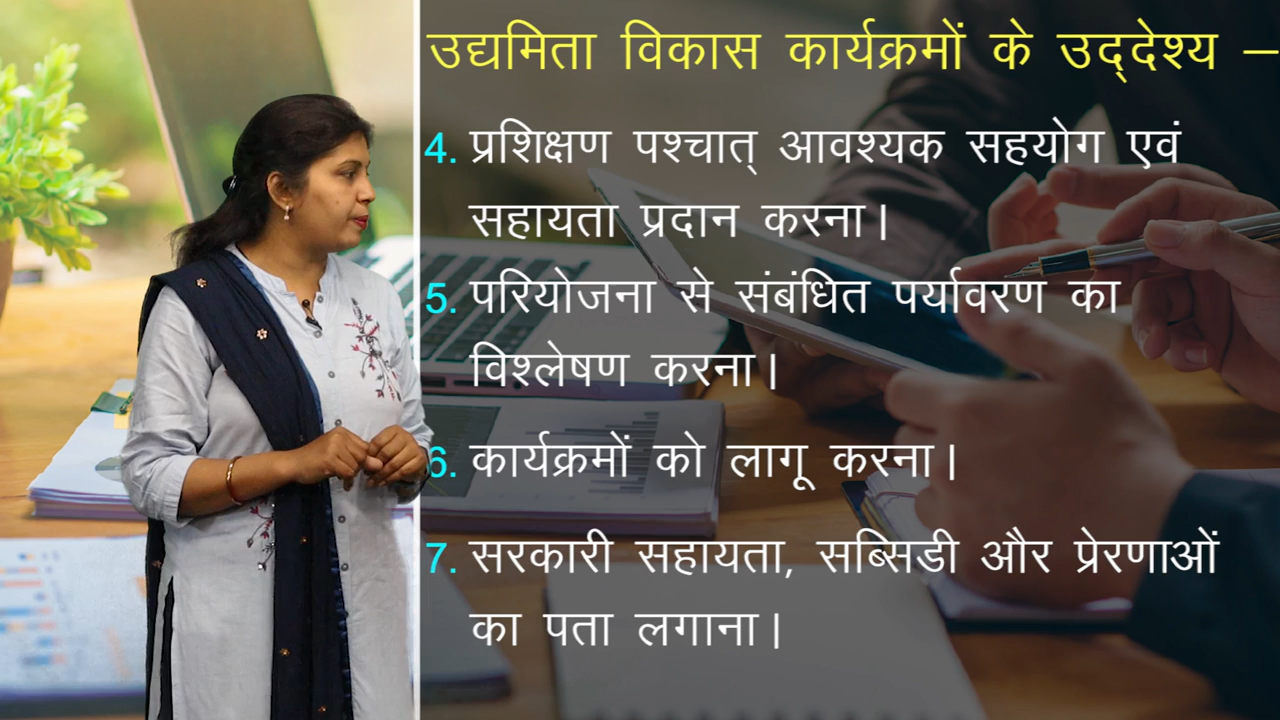 उद्यमिता विकास कार्यक्रमों के उद्‌देश्य –
4. प्रशिक्षण पश्चात् आवश्यक सहयोग एवं
सहायता प्रदान करना।
5. परियोजना से संबंधित पर्यावरण का
विश्लेषण करना।
6. कार्यक्रमों को लागू करना।
7. सरकारी सहायता, सब्सिडी और प्रेरणाओं
का पता लगाना।